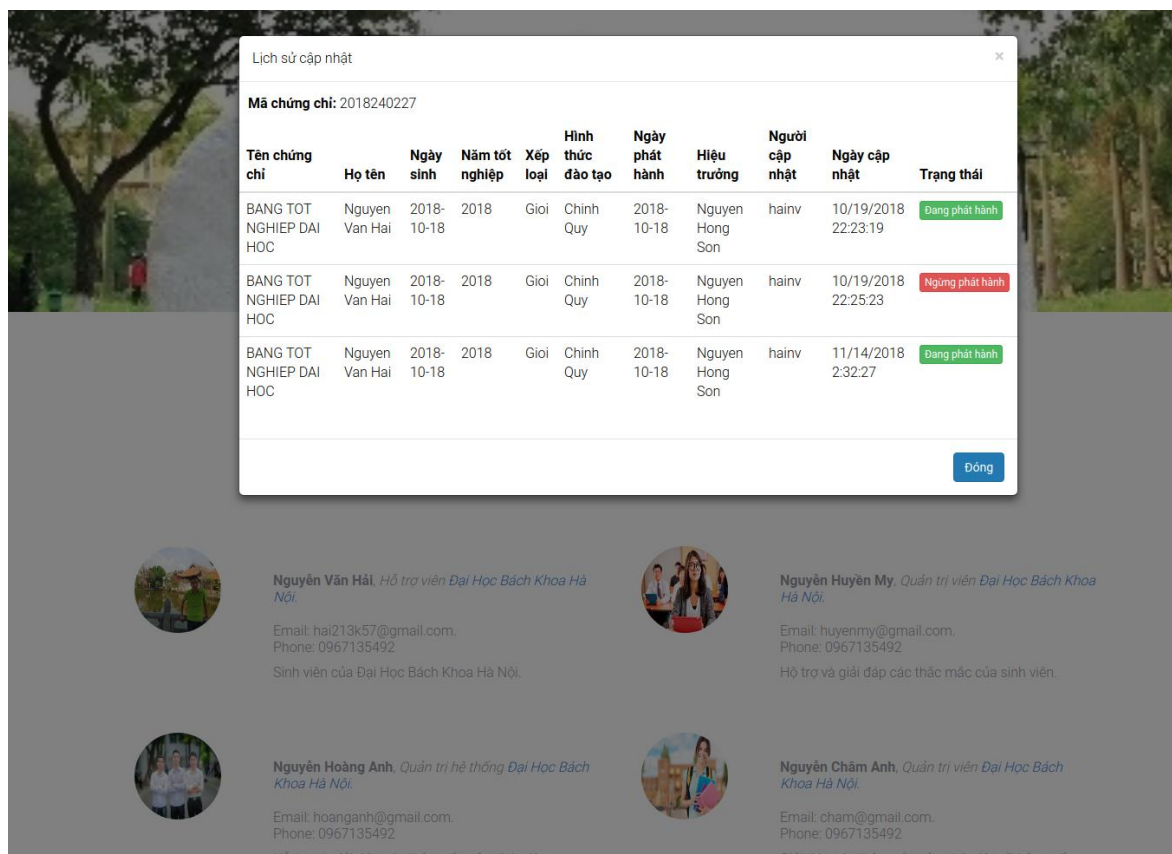 Lịch sử cập nhật ×
Mã chứng chỉ: 2018240227
Tên chứng chỉ Họ tên Ngày sinh Năm tốt nghiệp Xếp loại Hình thức đào tạo Ngày phát hành Hiệu trưởng Người cập nhật Ngày cập nhật Trạng thái
BANG TOT NGHIEP DAI HOC Nguyen Van Hai 2018-10-18 2018 Gioi Chinh Quy 2018-10-18 Nguyen Hong Son hainv 10/19/2018 22:23:19 Đang phát hành
BANG TOT NGHIEP DAI HOC Nguyen Van Hai 2018-10-18 2018 Gioi Chinh Quy 2018-10-18 Nguyen Hong Son hainv 10/19/2018 22:25:23 Ngừng phát hành
BANG TOT NGHIEP DAI HOC Nguyen Van Hai 2018-10-18 2018 Gioi Chinh Quy 2018-10-18 Nguyen Hong Son hainv 11/14/2018 2:32:27 Đang phát hành
Đóng
Nguyễn Văn Hải, Hỗ trợ viên Đại Học Bách Khoa Hà
Nội.
Email: hai213k57@gmail.com.
Phone: 0967135492
Sinh viên của Đại Học Bách Khoa Hà Nội.
Nguyễn Huyền My, Quản trị viên Đại Học Bách Khoa
Hà Nội.
Email: huyenmy@gmail.com.
Phone: 0967135492
Hộ trợ và giải đáp các thắc mắc của sinh viên.
Nguyễn Hoàng Anh, Quản trị hệ thống Đại Học Bách
Khoa Hà Nội.
Email: hoanganh@gmail.com.
Phone: 0967135492
Nguyễn Châm Anh, Quản trị viên Đại Học Bách
Khoa Hà Nội.
Email: cham@gmail.com.
Phone: 0967135492